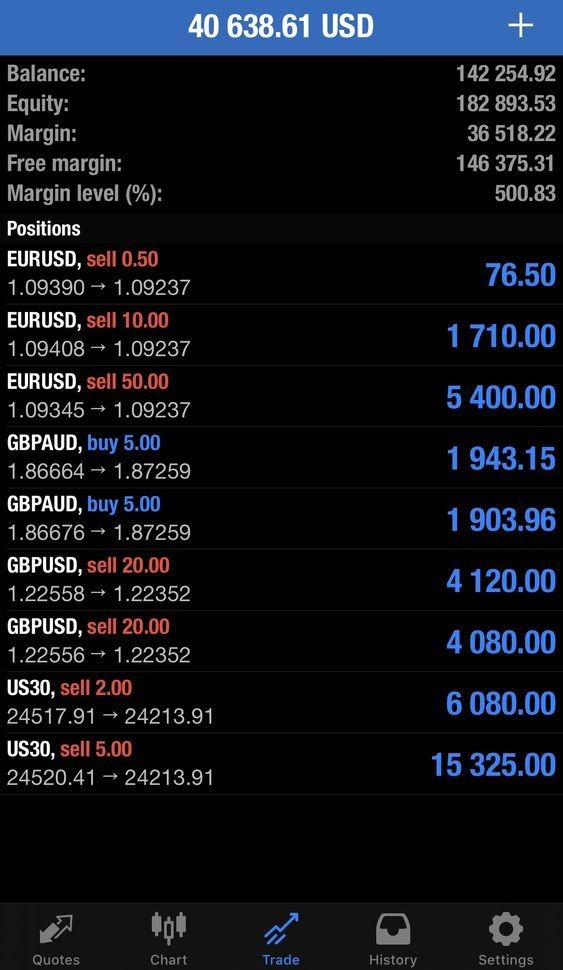 40 638.61 USD +
Balance: 142 254.92
Equity: 182 893.53
Margin: 36 518.22
Free margin: 146 375.31
Margin level (%): 500.83
Positions
EURUSD, sell 0.50
1.09390 → 1.09237 76.50
EURUSD, sell 10.00
1.09408 → 1.09237 1 710.00
EURUSD, sell 50.00
1.09345 → 1.09237 5 400.00
GBPAUD, buy 5.00
1.86664 → 1.87259 1 943.15
GBPAUD, buy 5.00
1.86676 → 1.87259 1 903.96
GBPUSD, sell 20.00
1.22558 → 1.22352 4 120.00
GBPUSD, sell 20.00
1.22556 → 1.22352 4 080.00
US30, sell 2.00
24517.91 → 24213.91 6 080.00
US30, sell 5.00
24520.41 → 24213.91 15 325.00
Quotes Chart Trade History Settings